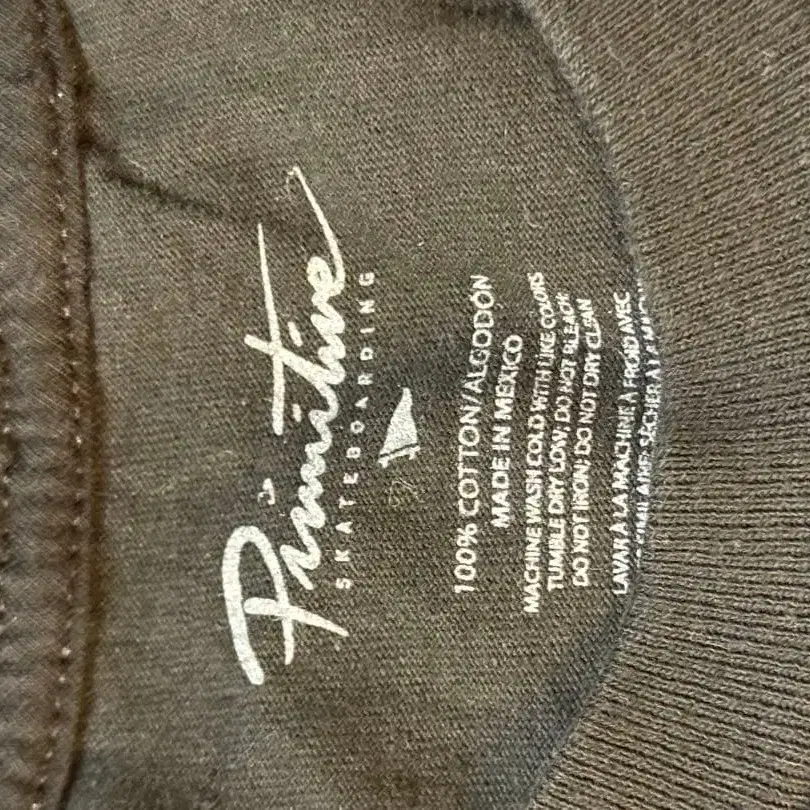 Primitive
SKATEBOARDING
100% COTTON/ALGODÓN
MADE IN MEXICO
MACHINE WASH COLD WITH LIKE COLORS
TUMBLE DRY LOW; DO NOT BLEACH
DO NOT IRON; DO NOT DRY CLEAN
LAVAR À LA MACHINE À FROID AVEC
SÉCHER À